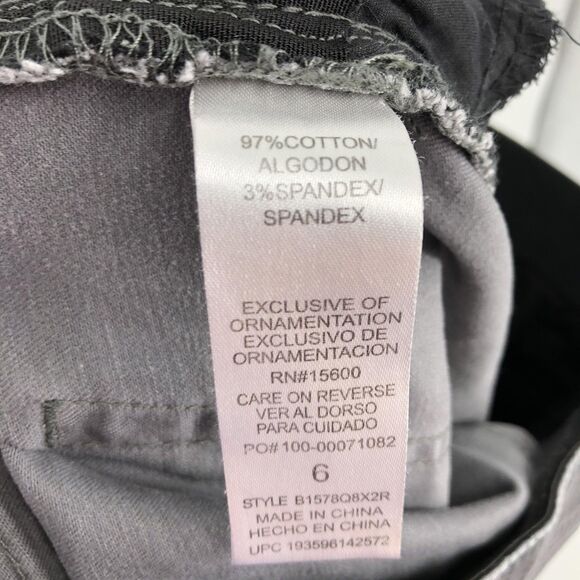 97%COTTON/
ALGODON
3%SPANDEX/
SPANDEX
EXCLUSIVE OF
ORNAMENTATION
EXCLUSIVO DE
ORNAMENTACION
RN#15600
CARE ON REVERSE
VER AL DORSO
PARA CUIDADO
PO# 100-00071082
6
STYLE B1578Q8X2R
MADE IN CHINA
HECHO EN CHINA
UPC 193596142572